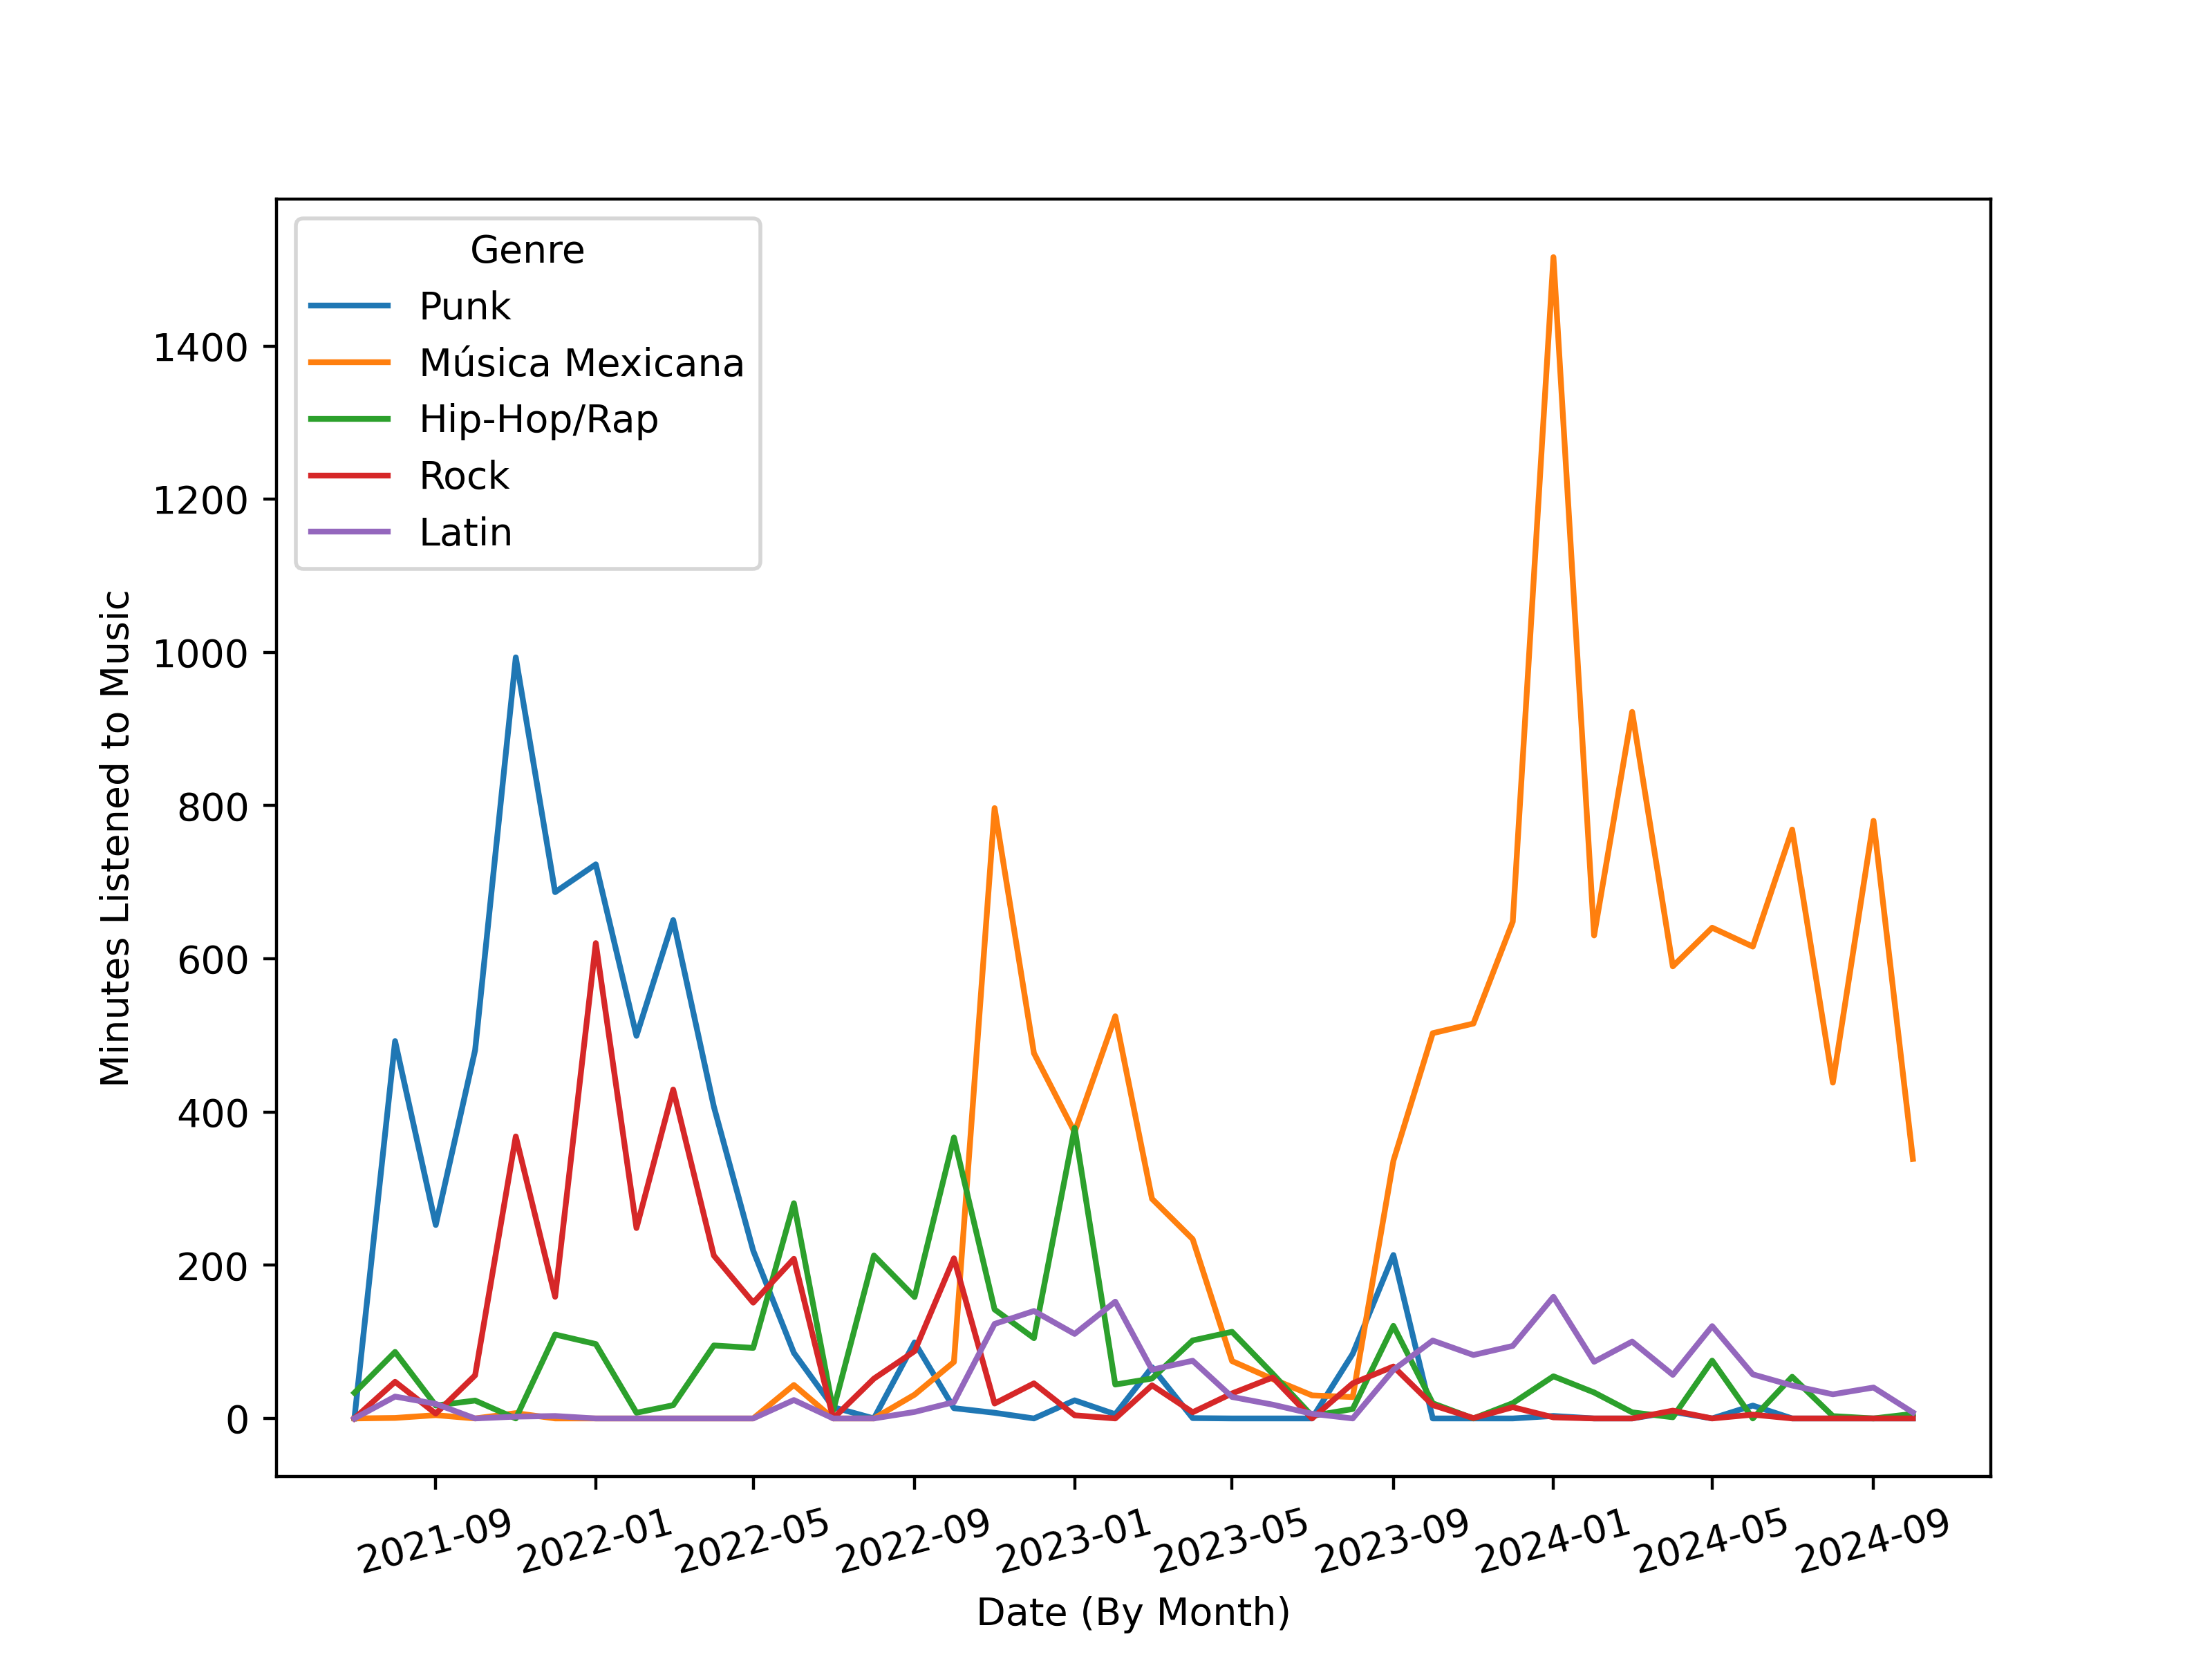 Genre
Punk
Música Mexicana
Hip-Hop/Rap
Rock
Latin
1400
1200
1000
800
600
400
200
0
Minutes Listened to Music
2021-09
2022-01
2022-05
2022-09
2023-01
2023-05
2023-09
2024-01
2024-05
2024-09
Date (By Month)